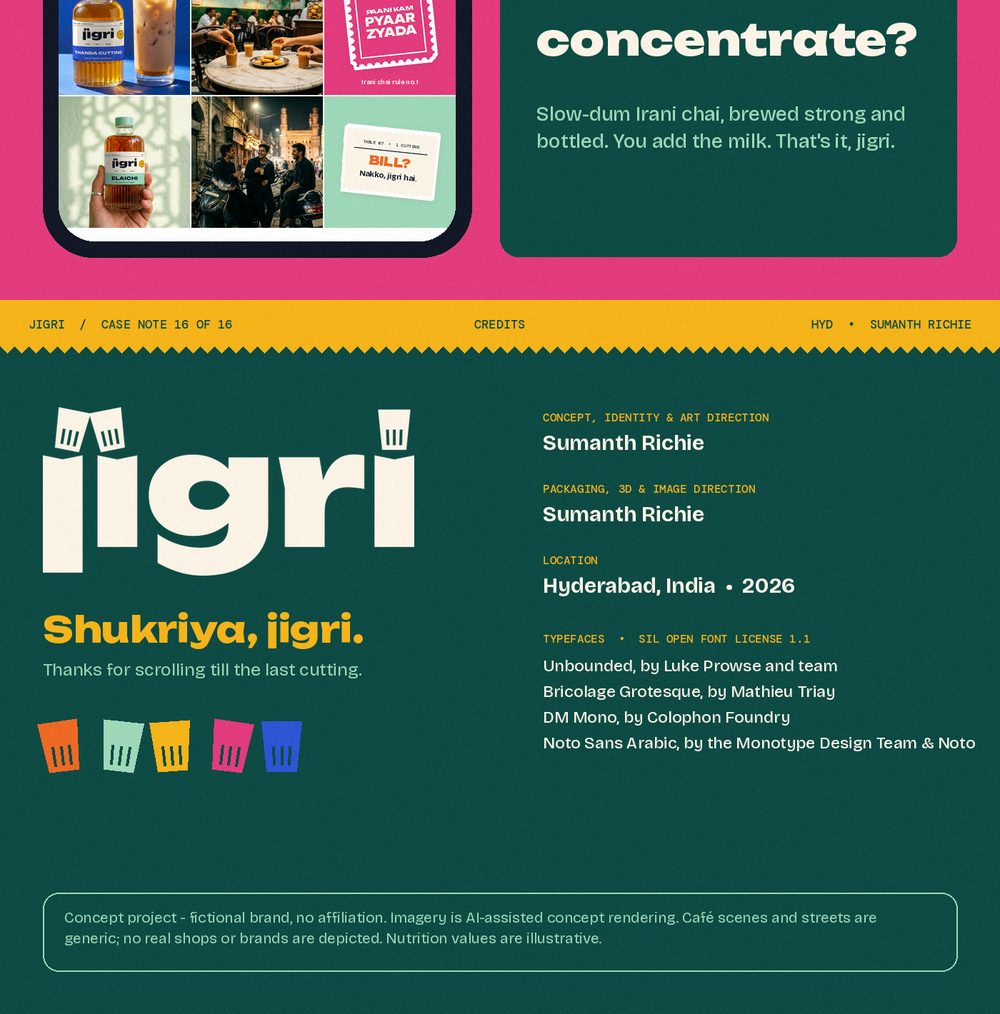 jigri
THANDA CUTTING
PAANI KAM
PYAAR
ZYADA
Irani chai rule no.1
jigri
ELAICHI
TABLE 07 • 1 CUTTING
BILL?
Nakko, jigri hai.
concentrate?
Slow-dum Irani chai, brewed strong and
bottled. You add the milk. That's it, jigri.
JIGRI / CASE NOTE 16 OF 16
CREDITS
HYD • SUMANTH RICHIE
jigri
Shukriya, jigri.
Thanks for scrolling till the last cutting.
CONCEPT, IDENTITY & ART DIRECTION
Sumanth Richie
PACKAGING, 3D & IMAGE DIRECTION
Sumanth Richie
LOCATION
Hyderabad, India • 2026
TYPEFACES • SIL OPEN FONT LICENSE 1.1
Unbounded, by Luke Prowse and team
Bricolage Grotesque, by Mathieu Triay
DM Mono, by Colophon Foundry
Noto Sans Arabic, by the Monotype Design Team & Noto
Concept project - fictional brand, no affiliation. Imagery is AI-assisted concept rendering. Café scenes and streets are
generic; no real shops or brands are depicted. Nutrition values are illustrative.